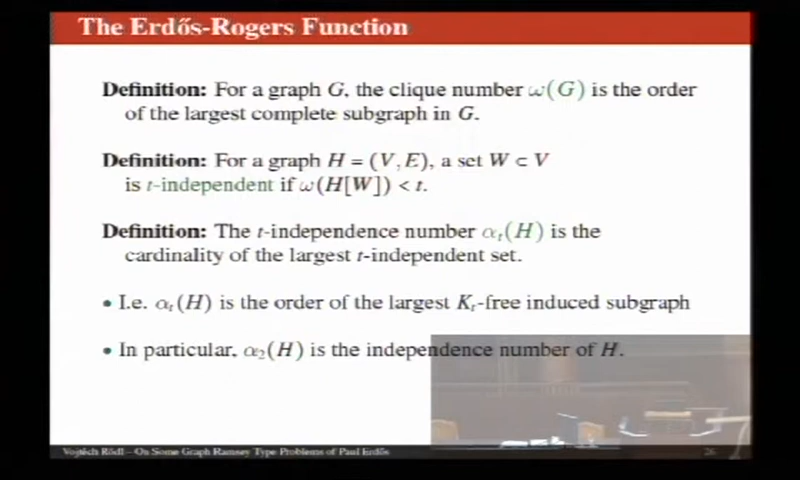 The Erdős-Rogers Function
Definition: For a graph G, the clique number ω(G) is the order
of the largest complete subgraph in G.
Definition: For a graph H = (V, E), a set W ⊂ V
is t-independent if ω(H[W]) < t.
Definition: The t-independence number αₜ(H) is the
cardinality of the largest t-independent set.
• I.e. αₜ(H) is the order of the largest Kₜ-free induced subgraph
• In particular, α₂(H) is the independence number of H.
Vojtěch Rödl – On Some Graph Ramsey Type Problems of Paul Erdős 26